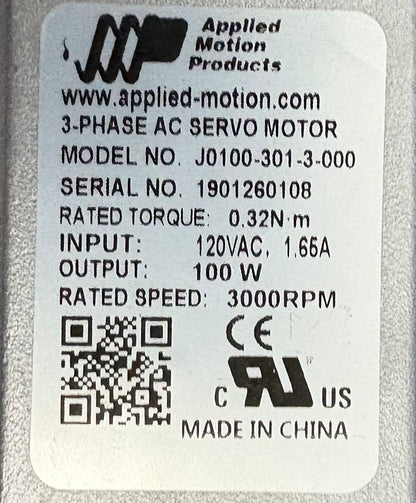 Applied
Motion
Products
www.applied-motion.com
3-PHASE AC SERVO MOTOR
MODEL NO. J0100-301-3-000
SERIAL NO. 1901260108
RATED TORQUE: 0.32N·m
INPUT: 120VAC, 1.65A
OUTPUT: 100 W
RATED SPEED: 3000RPM
CE
C RU US
MADE IN CHINA